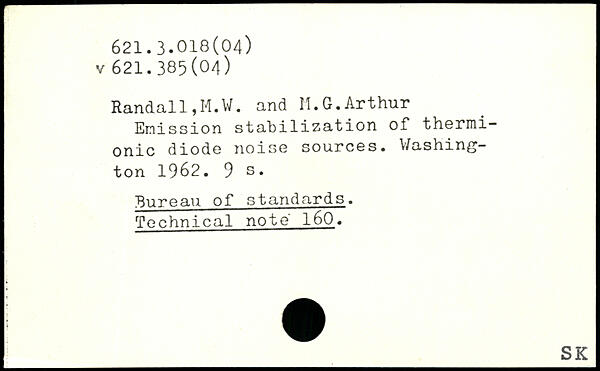 621.3.018(04)
v 621.385(04)
Randall,M.W. and M.G.Arthur
Emission stabilization of thermi-
onic diode noise sources. Washing-
ton 1962. 9 s.
Bureau of standards.
Technical note 160.
SK